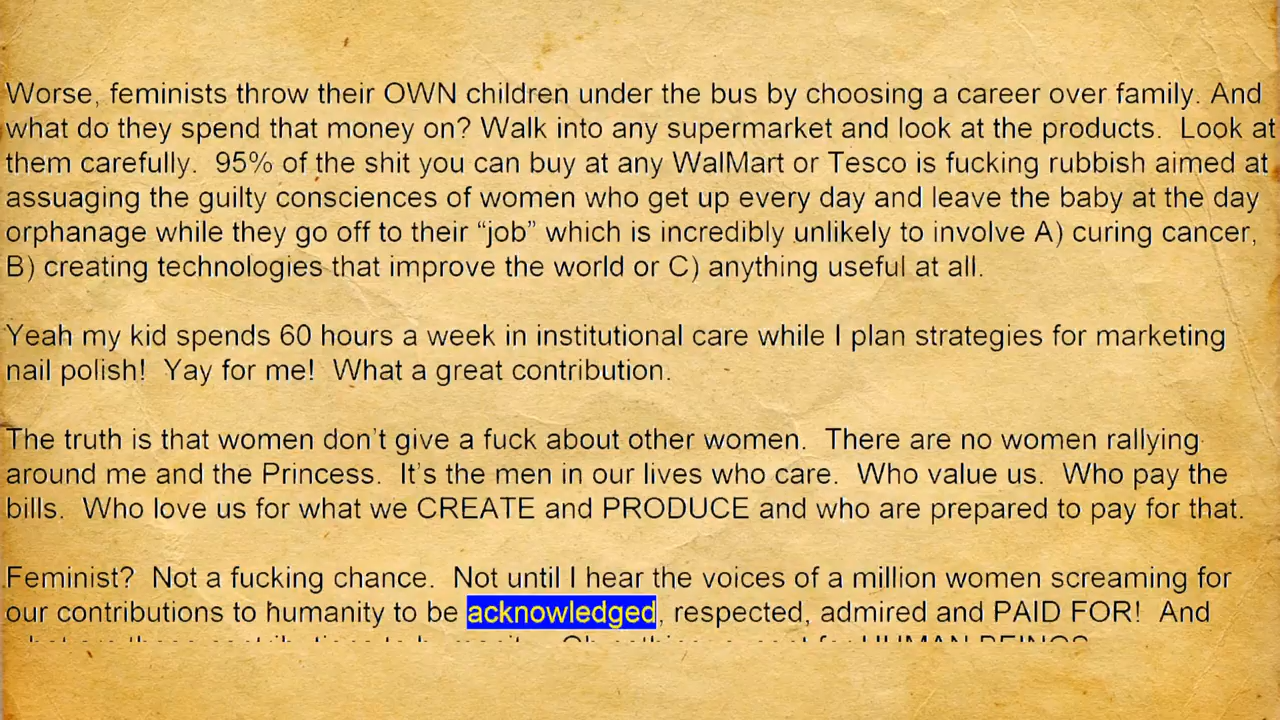 Worse, feminists throw their OWN children under the bus by choosing a career over family. And
what do they spend that money on? Walk into any supermarket and look at the products.  Look at
them carefully.  95% of the shit you can buy at any WalMart or Tesco is fucking rubbish aimed at
assuaging the guilty consciences of women who get up every day and leave the baby at the day
orphanage while they go off to their “job” which is incredibly unlikely to involve A) curing cancer,
B) creating technologies that improve the world or C) anything useful at all.
Yeah my kid spends 60 hours a week in institutional care while I plan strategies for marketing
nail polish!  Yay for me!  What a great contribution.
The truth is that women don’t give a fuck about other women.  There are no women rallying
around me and the Princess.  It’s the men in our lives who care.  Who value us.  Who pay the
bills.  Who love us for what we CREATE and PRODUCE and who are prepared to pay for that.
Feminist?  Not a fucking chance.  Not until I hear the voices of a million women screaming for
our contributions to humanity to be acknowledged, respected, admired and PAID FOR!  And
HUMAN BEINGS